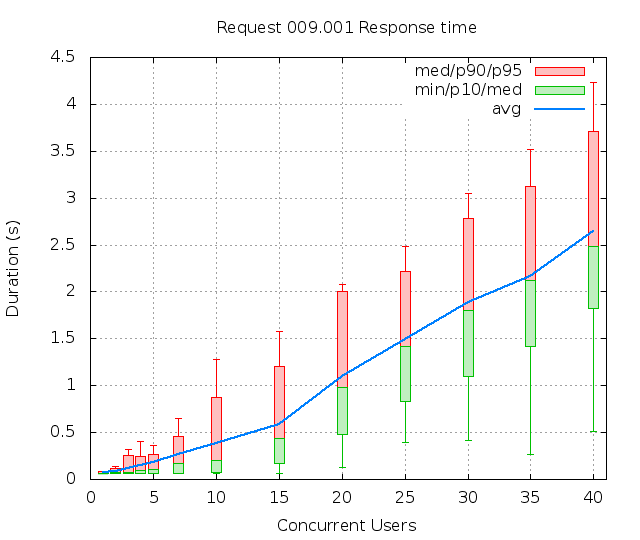 Request 009.001 Response time
med/p90/p95
min/p10/med
avg
4.5
4
3.5
3
2.5
2
1.5
1
0.5
0
Duration (s)
0 5 10 15 20 25 30 35 40
Concurrent Users